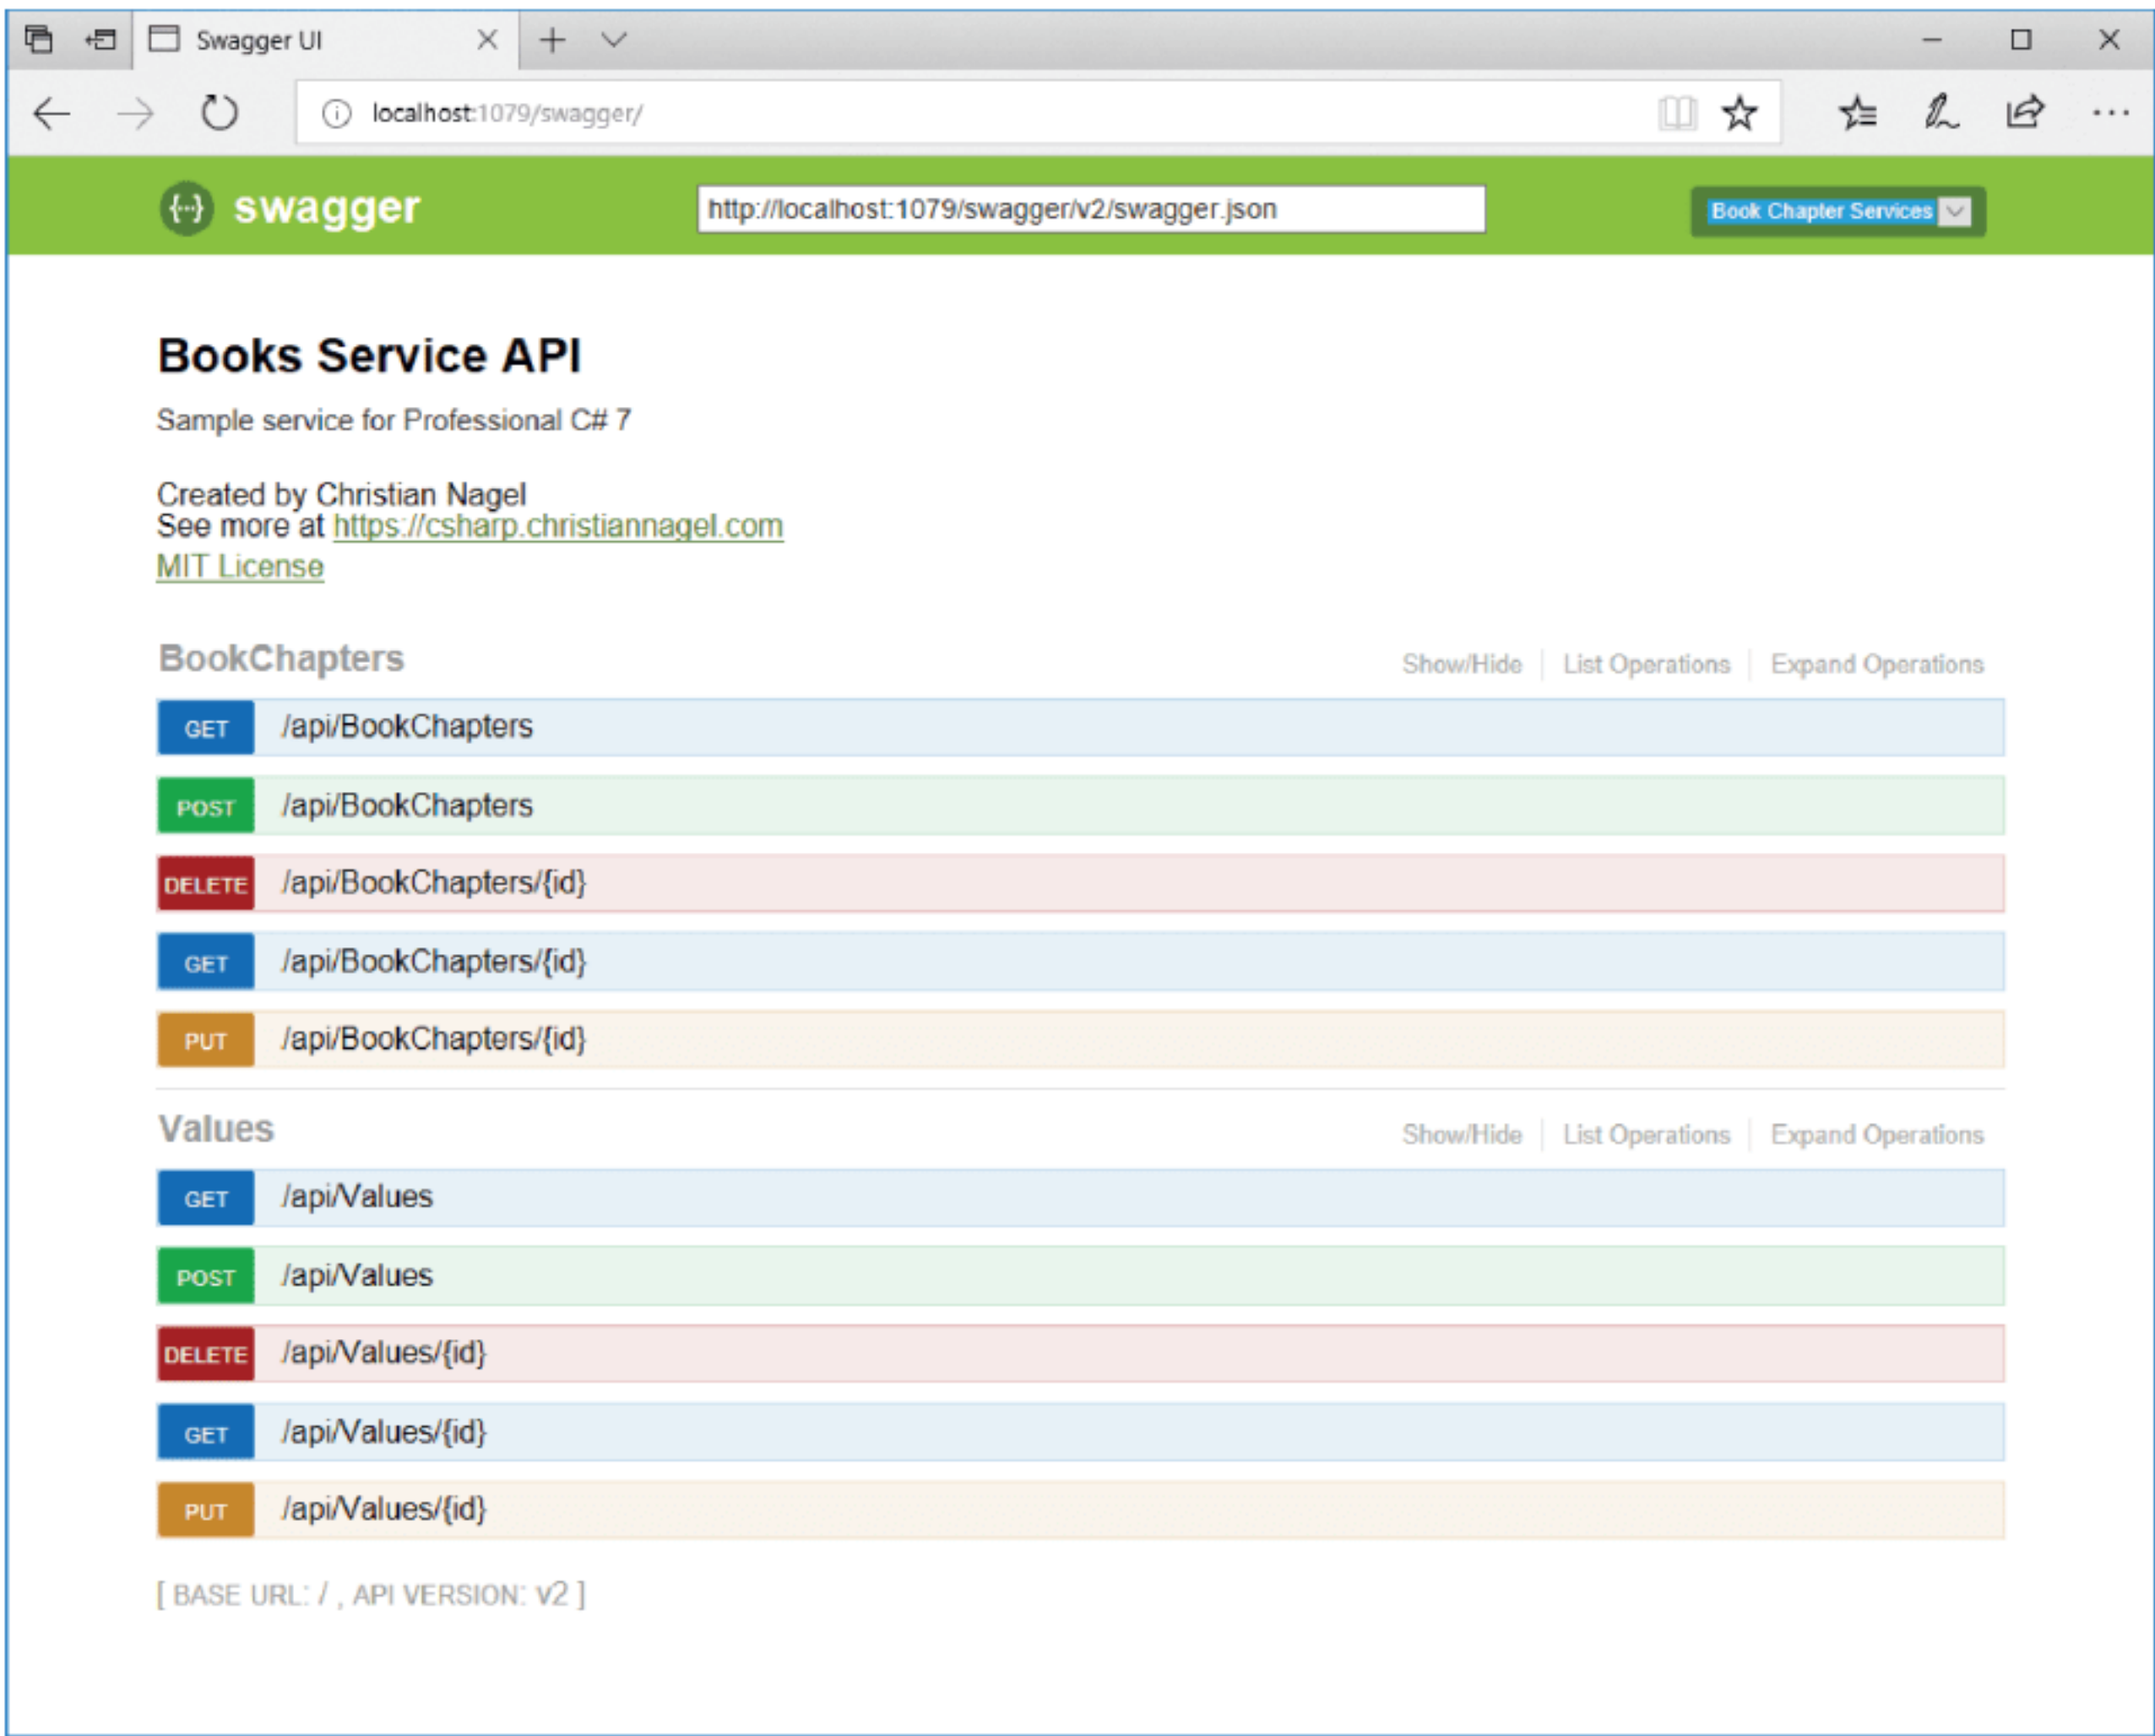 Swagger UI
localhost:1079/swagger/
{...} swagger http://localhost:1079/swagger/v2/swagger.json Book Chapter Services
Books Service API
Sample service for Professional C# 7
Created by Christian Nagel
See more at https://csharp.christiannagel.com
MIT License
BookChapters Show/Hide List Operations Expand Operations
GET /api/BookChapters
POST /api/BookChapters
DELETE /api/BookChapters/{id}
GET /api/BookChapters/{id}
PUT /api/BookChapters/{id}
Values Show/Hide List Operations Expand Operations
GET /api/Values
POST /api/Values
DELETE /api/Values/{id}
GET /api/Values/{id}
PUT /api/Values/{id}
[ BASE URL: / , API VERSION: v2 ]